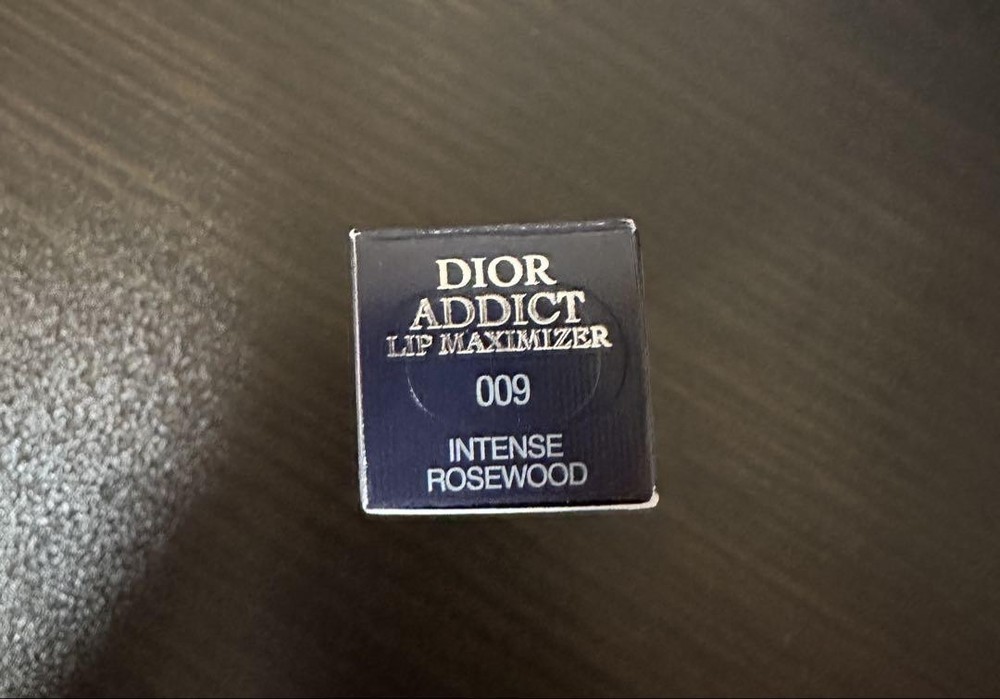 DIOR
ADDICT
LIP MAXIMIZER
009
INTENSE
ROSEWOOD